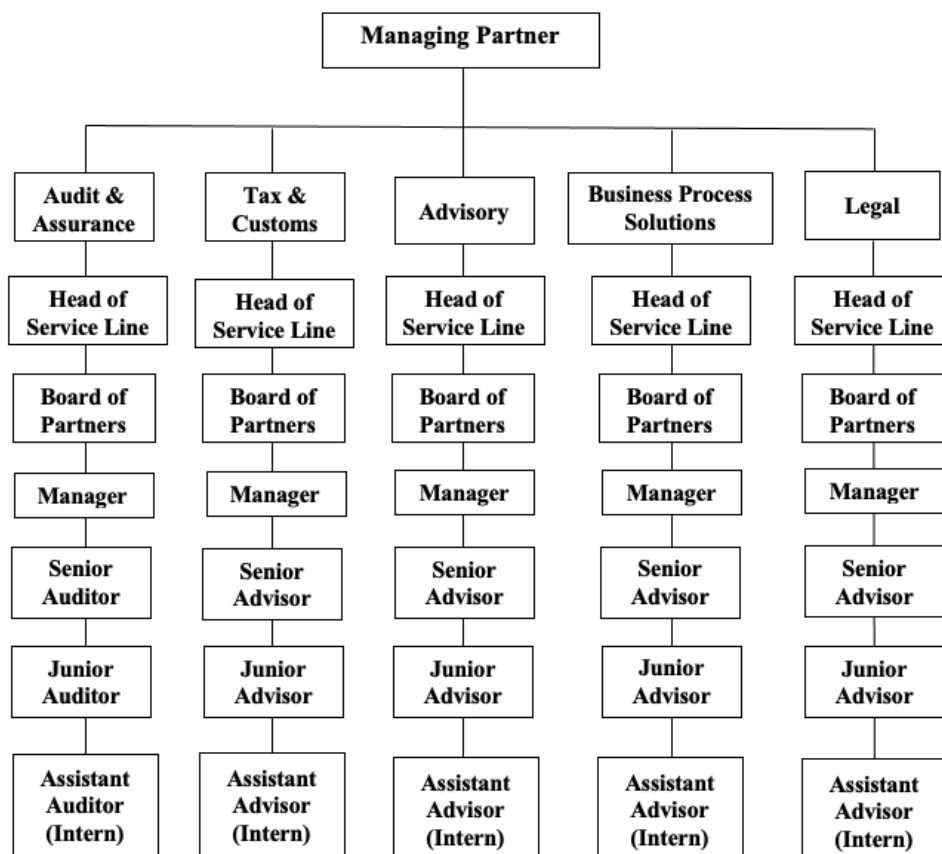 Managing Partner
Audit &
Assurance
Tax &
Customs
Advisory
Business Process
Solutions
Legal
Head of
Service Line
Head of
Service Line
Head of
Service Line
Head of
Service Line
Head of
Service Line
Board of
Partners
Board of
Partners
Board of
Partners
Board of
Partners
Board of
Partners
Manager
Manager
Manager
Manager
Manager
Senior
Auditor
Senior
Advisor
Senior
Advisor
Senior
Advisor
Senior
Advisor
Junior
Auditor
Junior
Advisor
Junior
Advisor
Junior
Advisor
Junior
Advisor
Assistant
Auditor
(Intern)
Assistant
Advisor
(Intern)
Assistant
Advisor
(Intern)
Assistant
Advisor
(Intern)
Assistant
Advisor
(Intern)